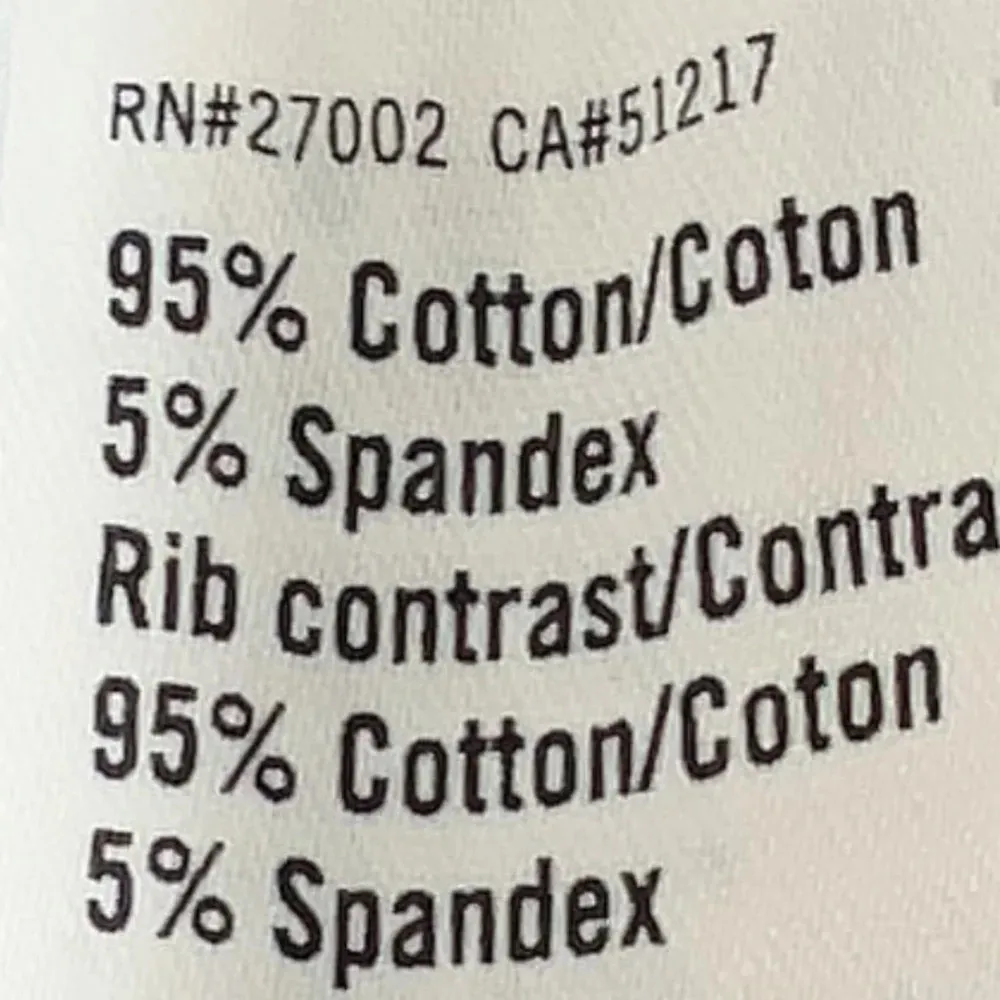 RN#27002 CA#51217
95% Cotton/Coton
5% Spandex
Rib contrast/Contra
95% Cotton/Coton
5% Spandex